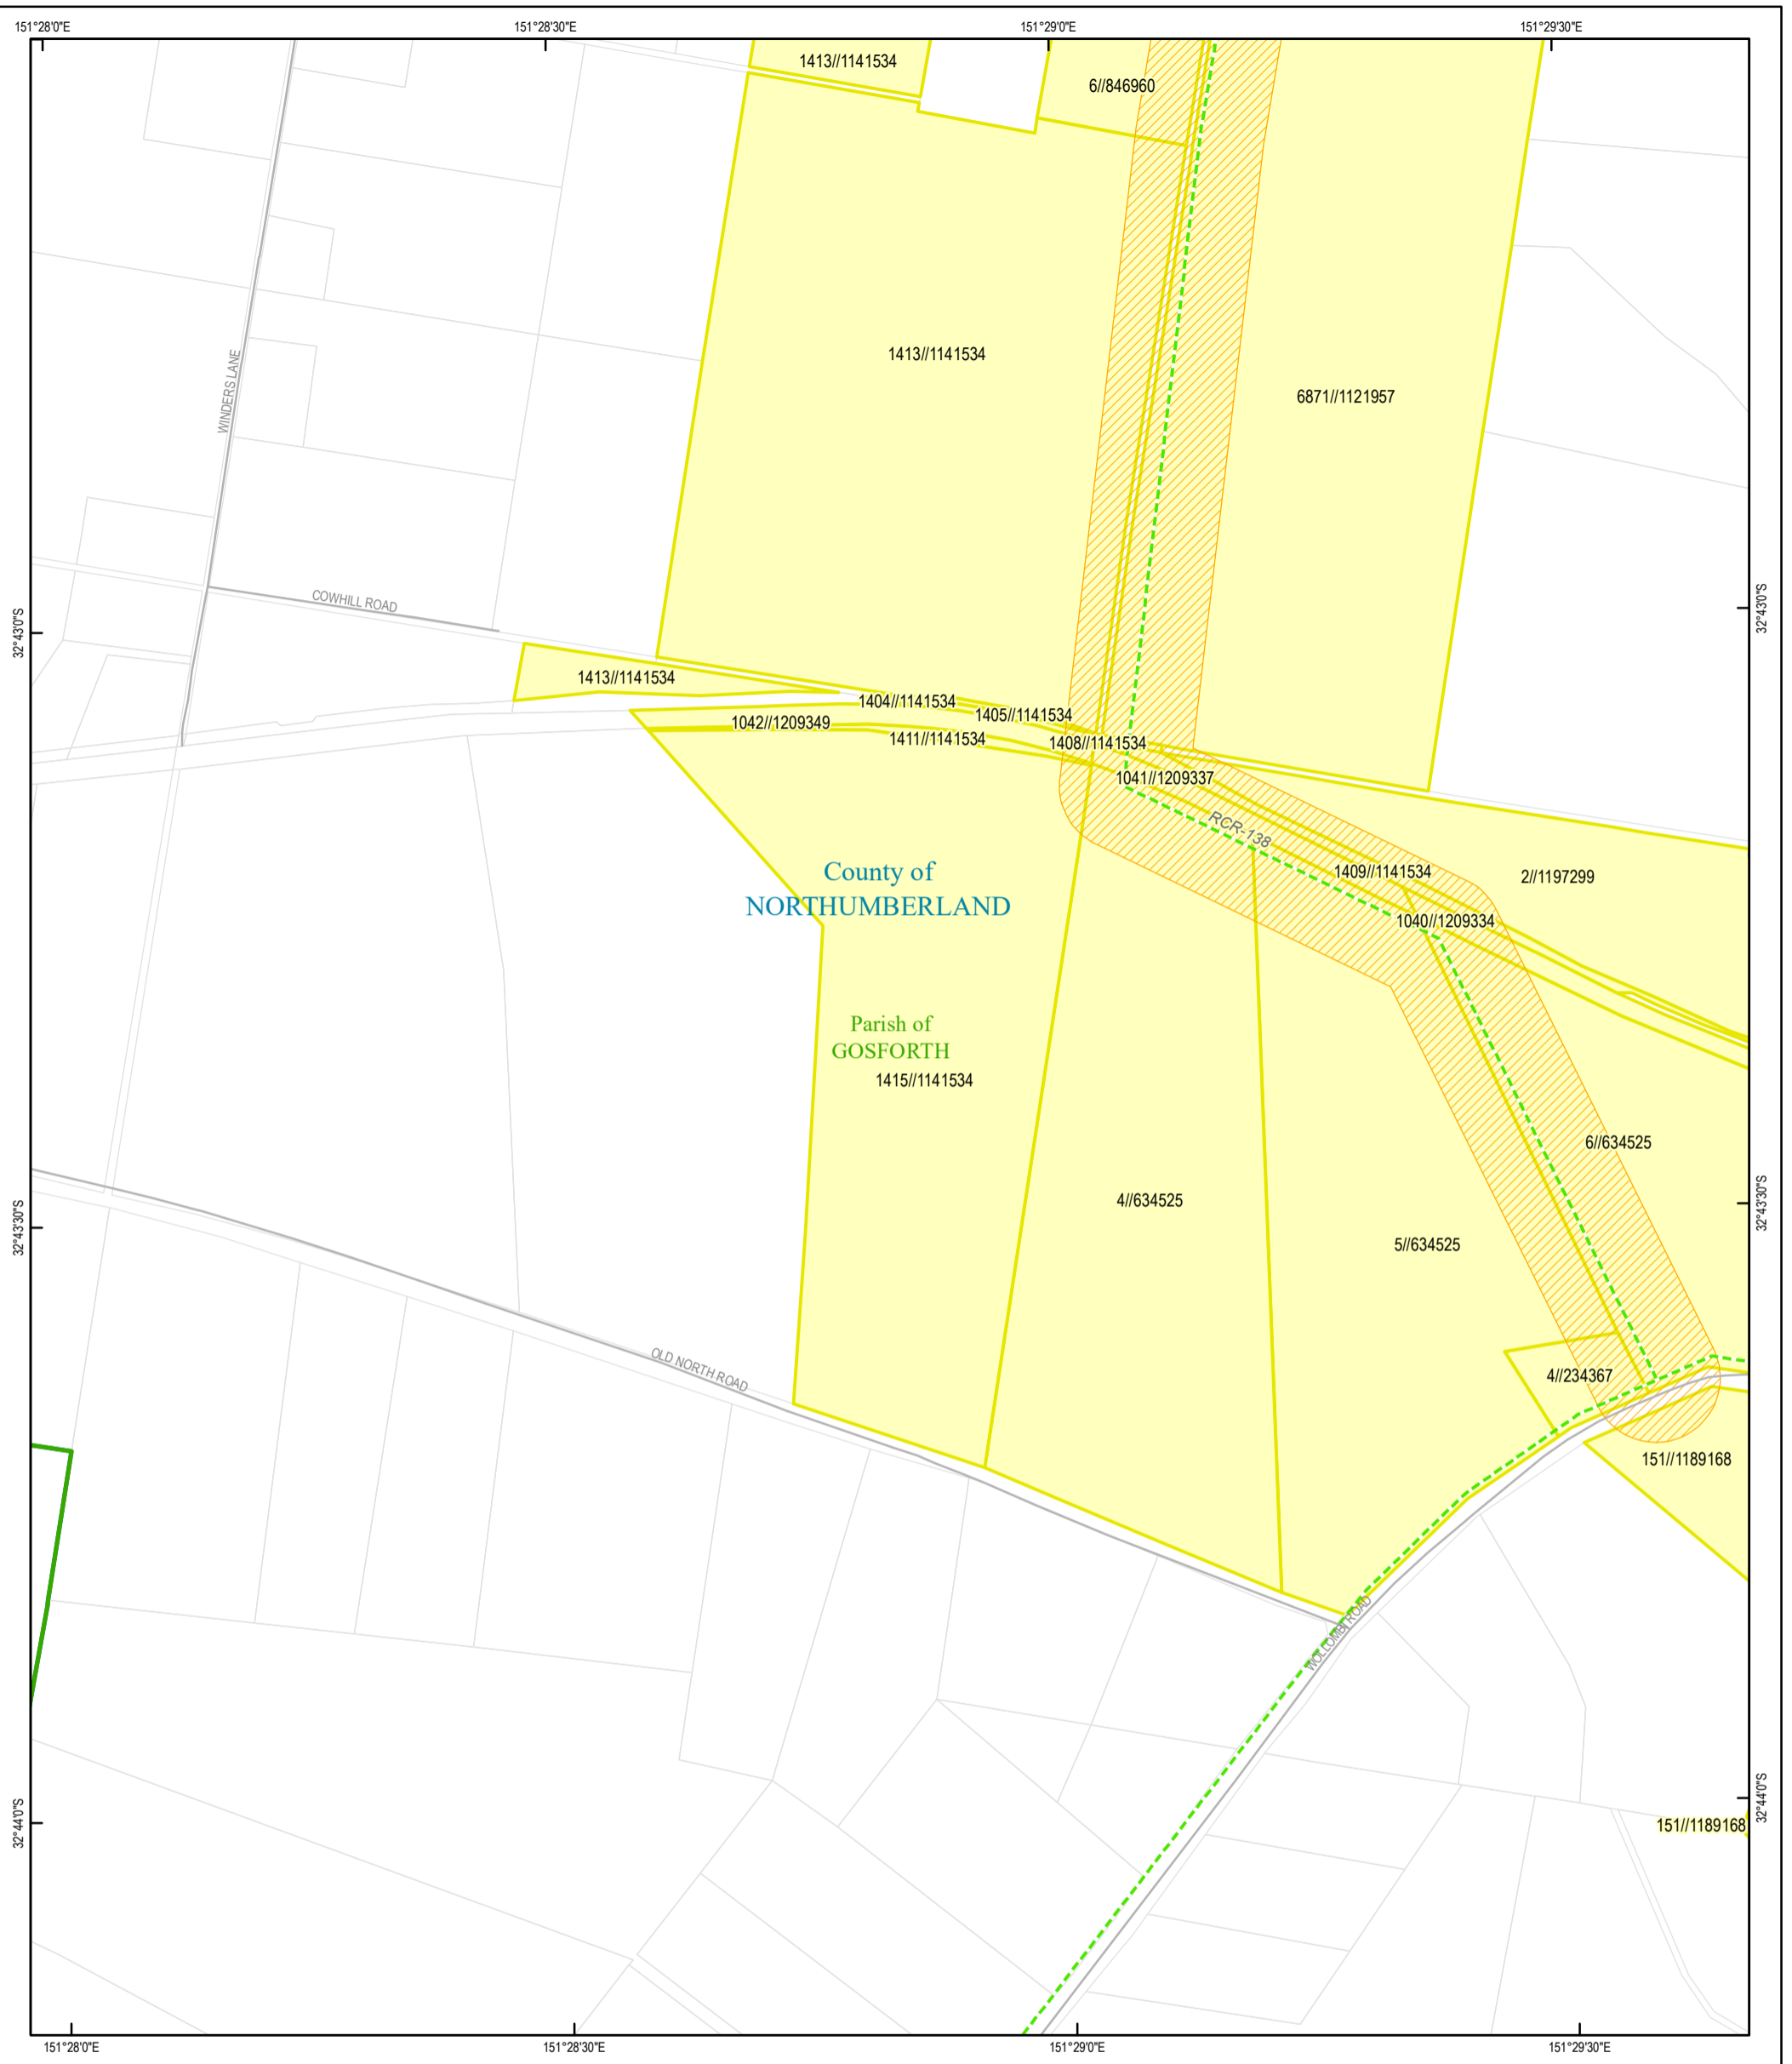 151°28'0"E
151°28'30"E
151°29'0"E
151°29'30"E
1413//1141534
6//846960
1413//1141534
6871//1121957
WINDERS LANE
COWHILL ROAD
32°43'0"S
32°43'0"S
1413//1141534
1404//1141534
1405//1141534
1042//1209349
1411//1141534
1408//1141534
1041//1209337
RCR-138
County of
NORTHUMBERLAND
1409//1141534
2//1197299
1040//1209334
Parish of
GOSFORTH
1415//1141534
6//634525
4//634525
5//634525
32°43'30"S
32°43'30"S
OLD NORTH ROAD
4//234367
151//1189168
WOLLOMBI ROAD
32°44'0"S
32°44'0"S
151//1189168
151°28'0"E
151°28'30"E
151°29'0"E
151°29'30"E